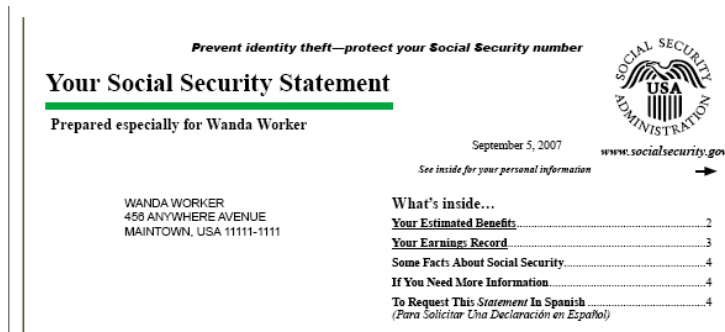 Prevent identity theft—protect your Social Security number
Your Social Security Statement
Prepared especially for Wanda Worker
SOCIAL SECURITY ADMINISTRATION
USA
www.socialsecurity.gov
September 5, 2007
See inside for your personal information
WANDA WORKER
456 ANYWHERE AVENUE
MAINTOWN, USA 11111-1111
What's inside…
Your Estimated Benefits....................................................2
Your Earnings Record......................................................3
Some Facts About Social Security.....................................4
If You Need More Information..........................................4
To Request This Statement In Spanish ..............................4
(Para Solicitar Una Declaración en Español)